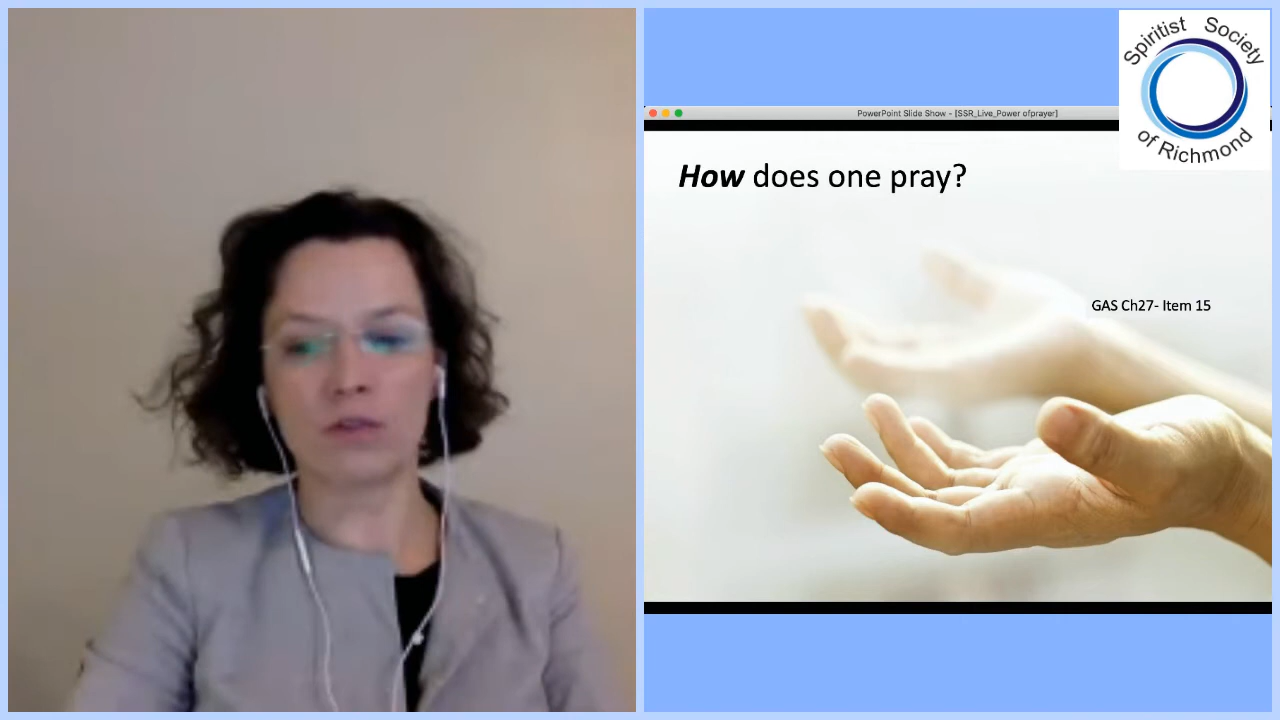 Spiritist Society
of Richmond
PowerPoint Slide Show - [SSR_Live_Power ofprayer]
How does one pray?
GAS Ch27- Item 15